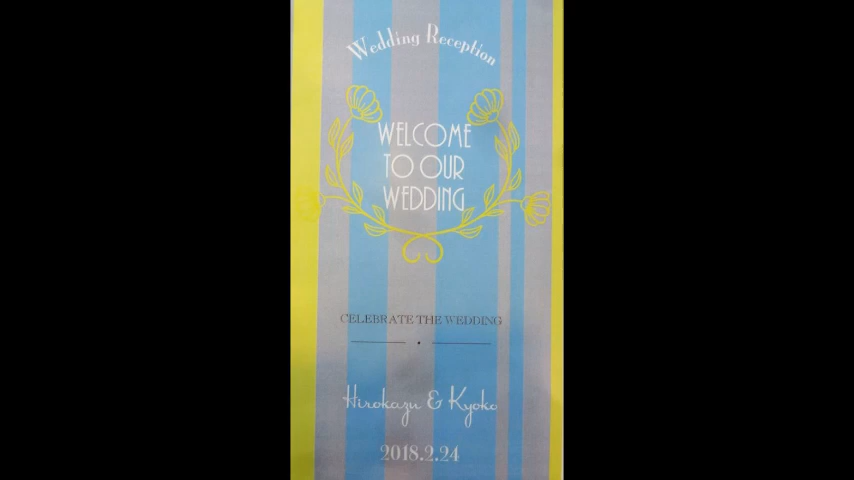 Wedding Reception
WELCOME
TO OUR
WEDDING
CELEBRATE THE WEDDING
Hirokazu & Kyoko
2018.2.24